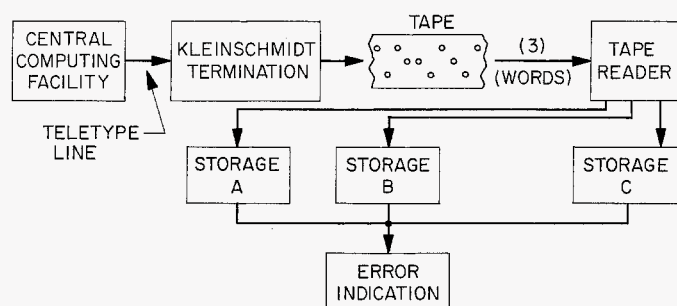 CENTRAL
COMPUTING
FACILITY
KLEINSCHMIDT
TERMINATION
TAPE
(3)
(WORDS)
TAPE
READER
TELETYPE
LINE
STORAGE
A
STORAGE
B
STORAGE
C
ERROR
INDICATION